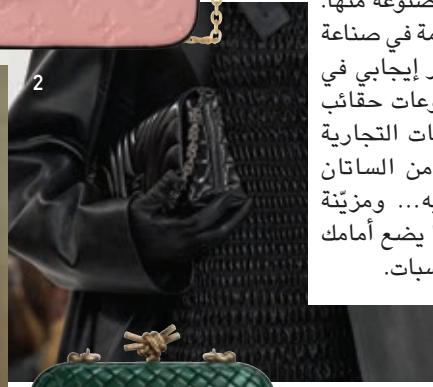 مصنوعة منها.
مة في صناعة
ر إيجابي في
وعات حقائب
ات التجارية
من الساتان
يه... ومزيّنة
يضع أمامك
سبات.
2